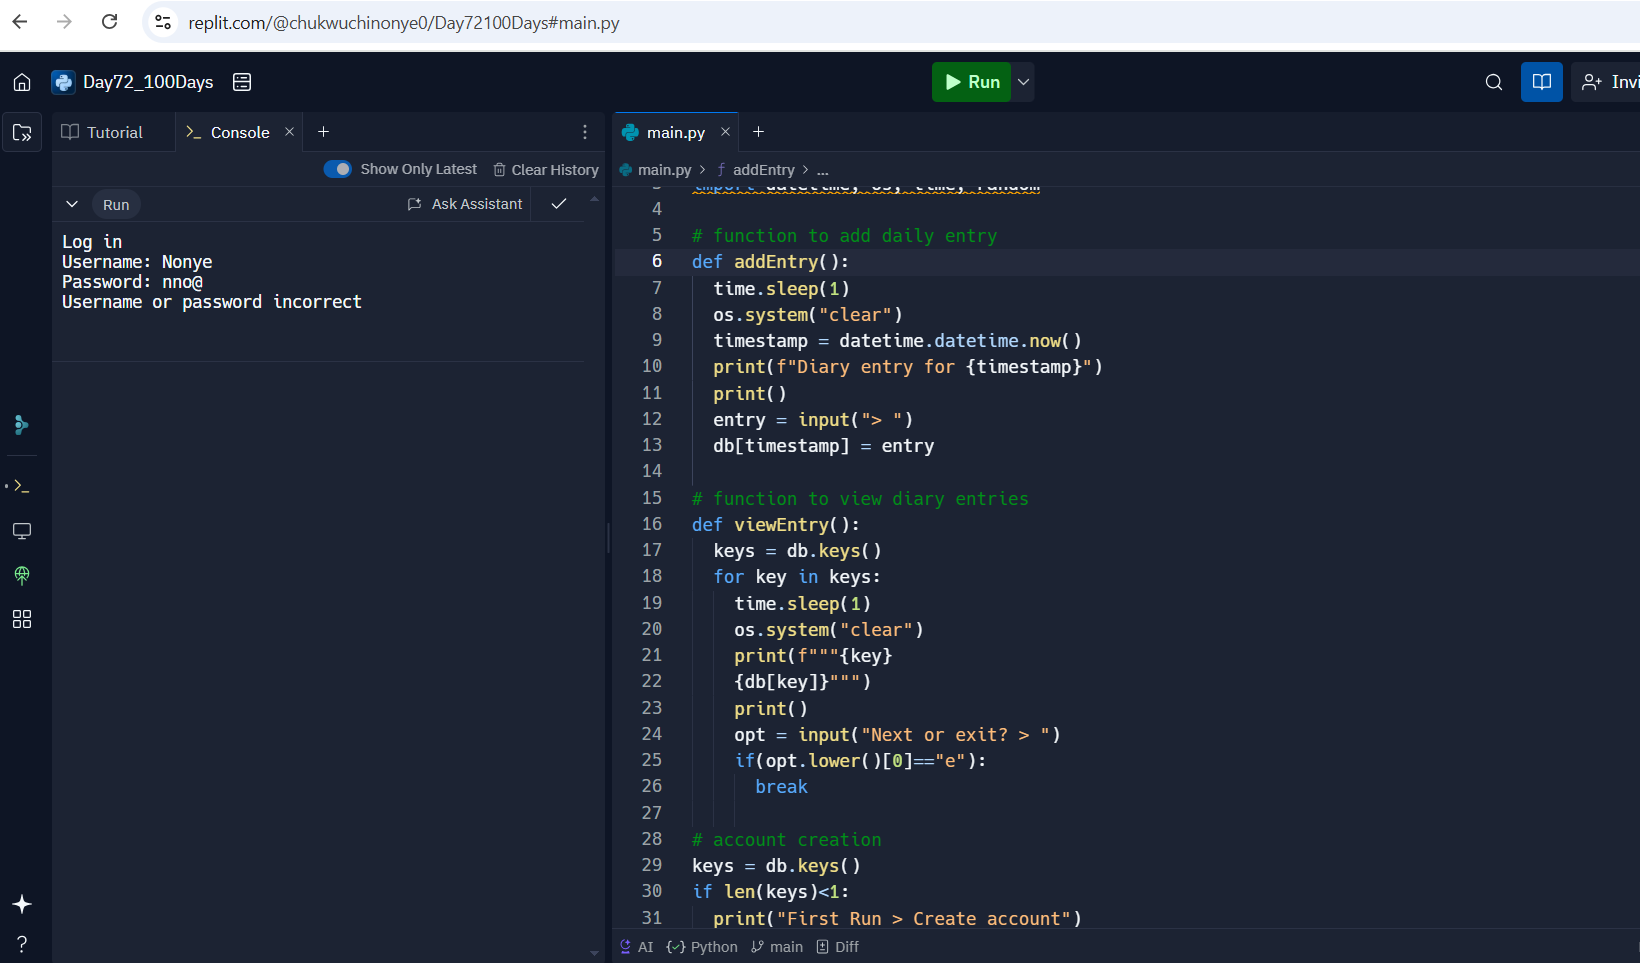 replit.com/@chukwuchinonye0/Day72100Days#main.py
Day72_100Days
Run
Invi
Tutorial
Console
main.py
Show Only Latest
Clear History
main.py > addEntry > ...
Run
Ask Assistant
Log in
Username: Nonye
Password: nno@
Username or password incorrect
3 import datetime, os, time, random
4
5 # function to add daily entry
6 def addEntry():
7 time.sleep(1)
8 os.system("clear")
9 timestamp = datetime.datetime.now()
10 print(f"Diary entry for {timestamp}")
11 print()
12 entry = input("> ")
13 db[timestamp] = entry
14
15 # function to view diary entries
16 def viewEntry():
17 keys = db.keys()
18 for key in keys:
19 time.sleep(1)
20 os.system("clear")
21 print(f"""{key}
22 {db[key]}""")
23 print()
24 opt = input("Next or exit? > ")
25 if(opt.lower()[0]=="e"):
26 break
27
28 # account creation
29 keys = db.keys()
30 if len(keys)<1:
31 print("First Run > Create account")
AI
Python
main
Diff